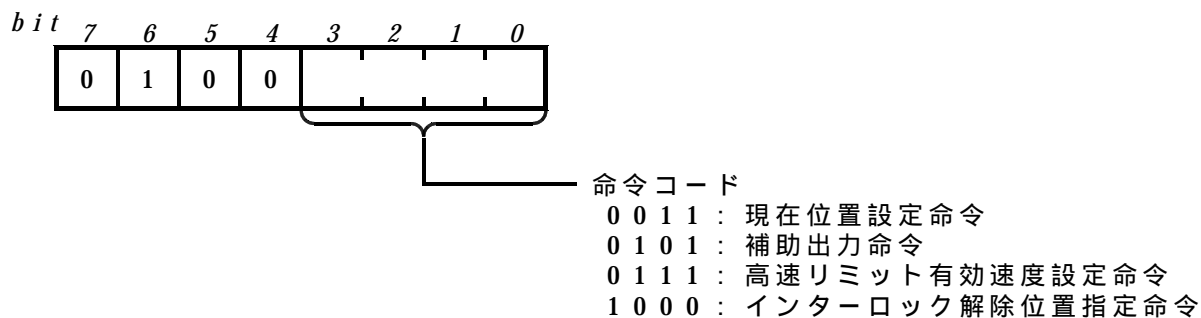 bit 7 6 5 4 3 2 1 0
0 1 0 0
命令コード
0011：現在位置設定命令
0101：補助出力命令
0111：高速リミット有効速度設定命令
1000：インターロック解除位置指定命令